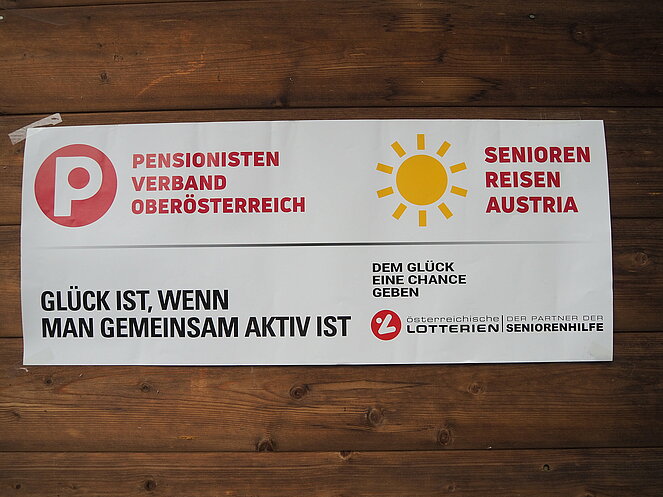 P
PENSIONISTEN
VERBAND
OBERÖSTERREICH
SENIOREN
REISEN
AUSTRIA
GLÜCK IST, WENN
MAN GEMEINSAM AKTIV IST
DEM GLÜCK
EINE CHANCE
GEBEN
österreichische
LOTTERIEN
DER PARTNER DER
SENIORENHILFE